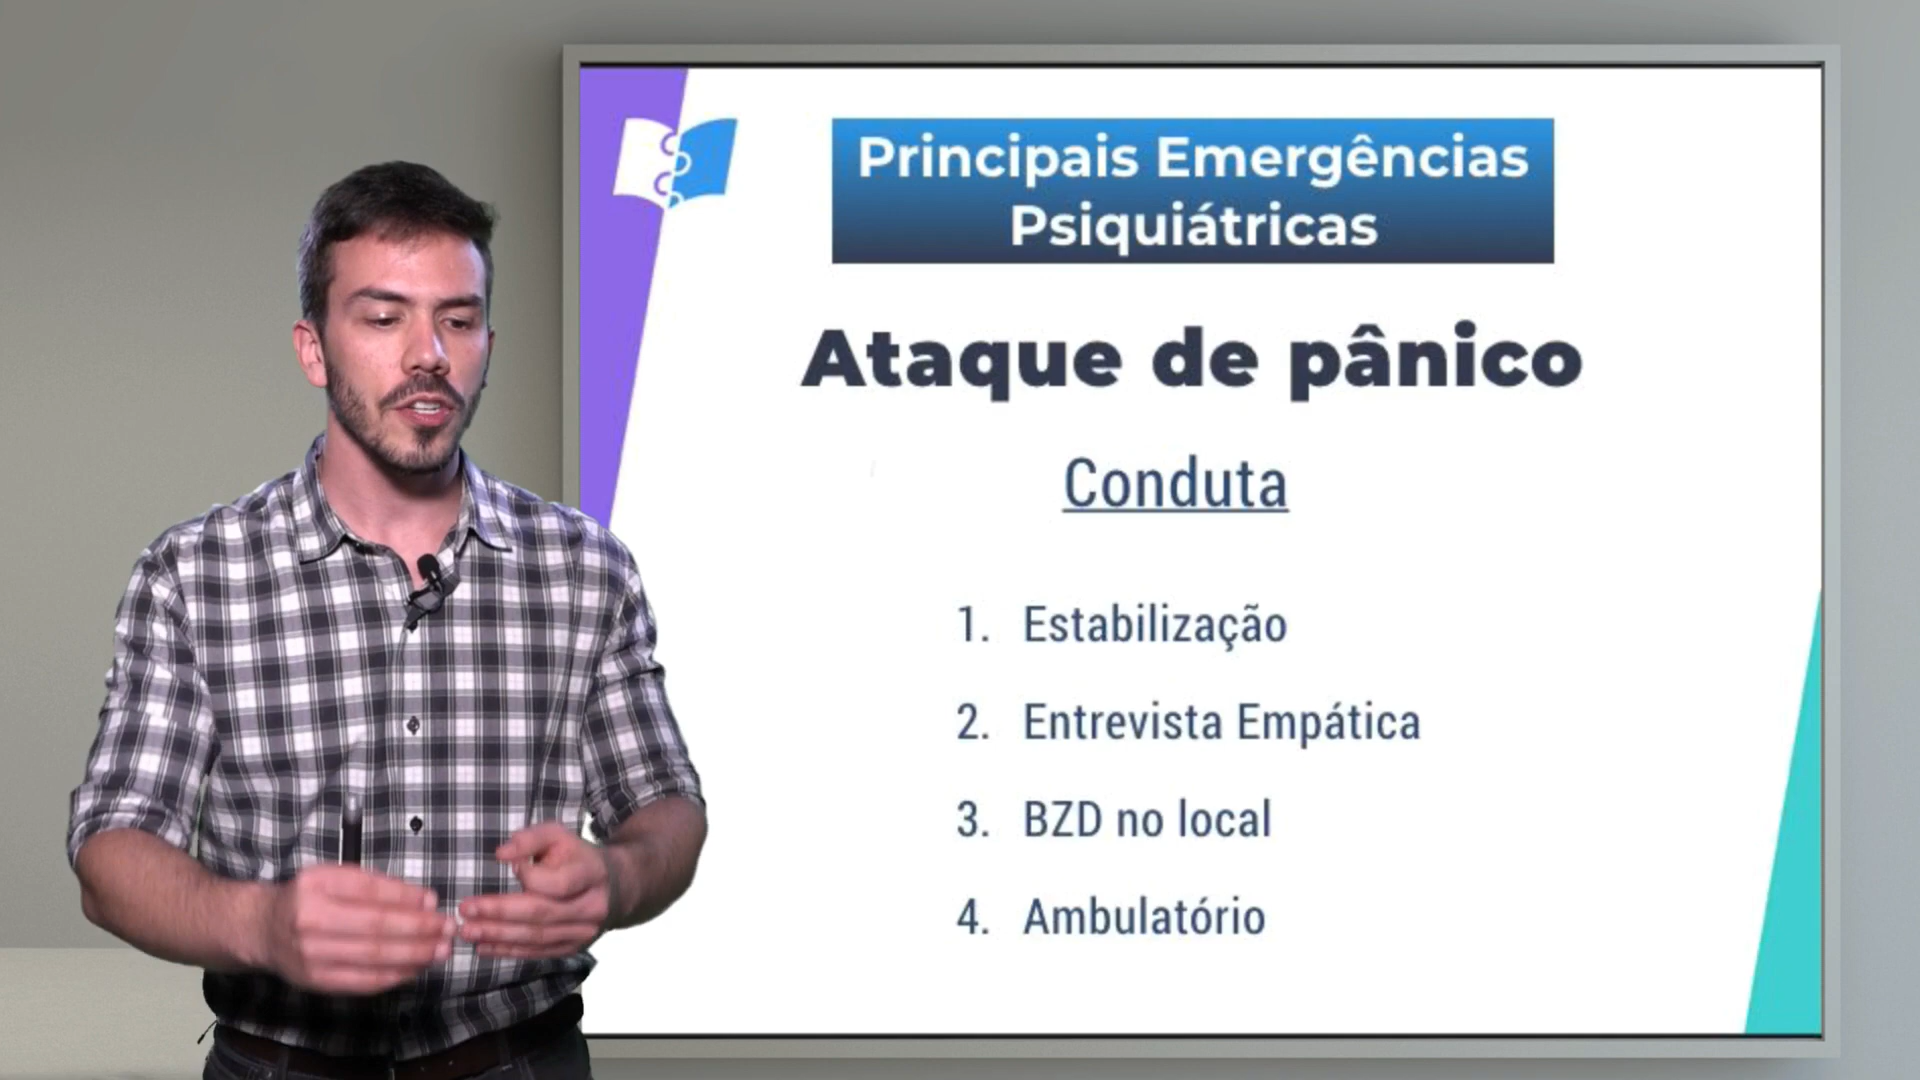 Principais Emergências
Psiquiátricas
Ataque de pânico
Conduta
1. Estabilização
2. Entrevista Empática
3. BZD no local
4. Ambulatório